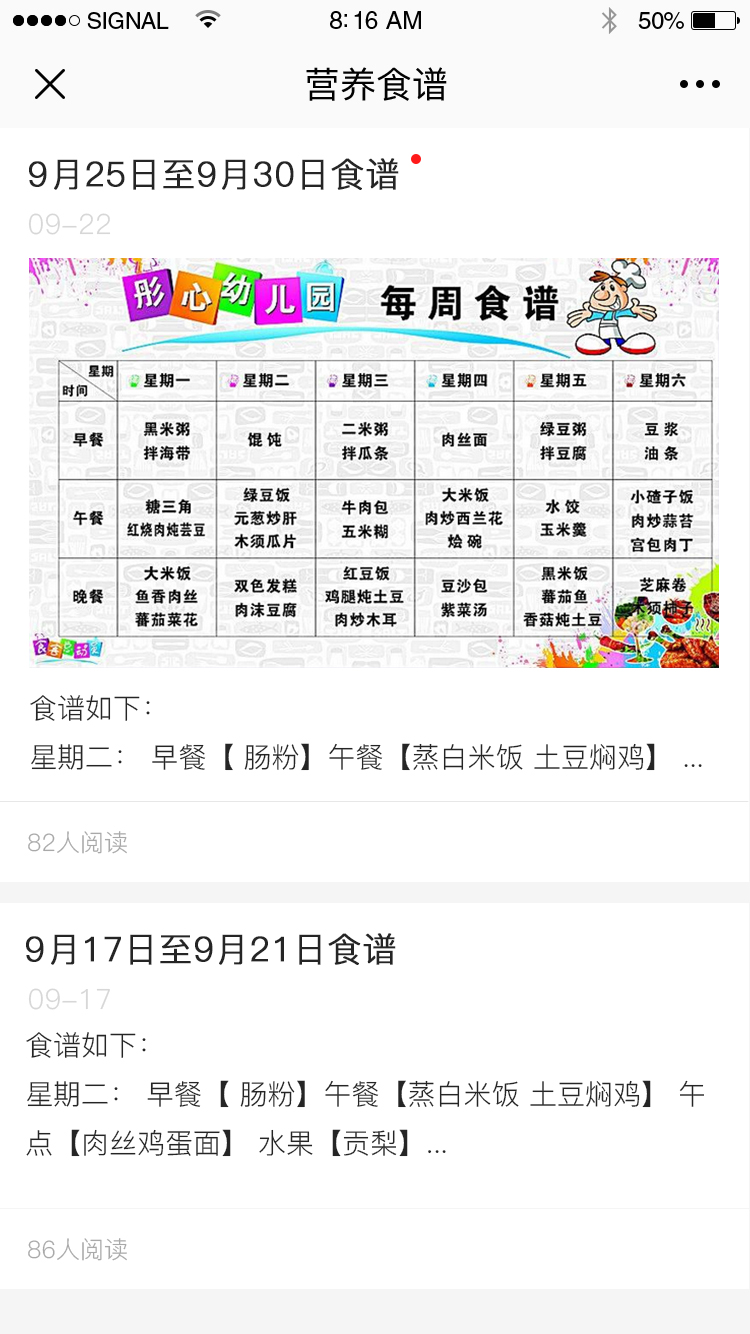 SIGNAL 8:16 AM 50%
营养食谱
9月25日至9月30日食谱
09-22
彤心幼儿园 每周食谱
星期
时间
星期一 星期二 星期三 星期四 星期五 星期六
早餐
黑米粥
拌海带
馄饨
二米粥
拌瓜条
肉丝面
绿豆粥
拌豆腐
豆浆
油条
午餐
糖三角
红烧肉炖芸豆
绿豆饭
元葱炒肝
木须瓜片
牛肉包
五米糊
大米饭
肉炒西兰花
烩碗
水饺
玉米羹
小碴子饭
肉炒蒜苔
宫包肉丁
晚餐
大米饭
鱼香肉丝
蕃茄菜花
双色发糕
肉沫豆腐
红豆饭
鸡腿炖土豆
肉炒木耳
豆沙包
紫菜汤
黑米饭
蕃茄鱼
香菇炖土豆
芝麻卷
木须柿子
食谱如下：
星期二： 早餐【 肠粉】午餐【蒸白米饭 土豆焖鸡】 ...
82人阅读
9月17日至9月21日食谱
09-17
食谱如下：
星期二： 早餐【 肠粉】午餐【蒸白米饭 土豆焖鸡】 午
点【肉丝鸡蛋面】 水果【贡梨】...
86人阅读